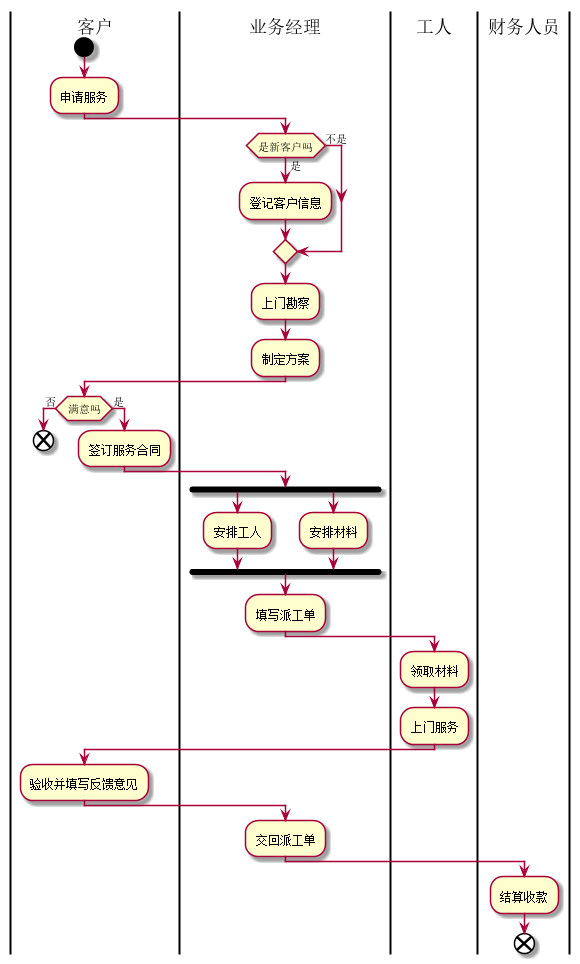 客户
业务经理
工人
财务人员
申请服务
是新客户吗
不是
是
登记客户信息
上门勘察
制定方案
否
满意吗
是
签订服务合同
安排工人
安排材料
填写派工单
领取材料
上门服务
验收并填写反馈意见
交回派工单
结算收款